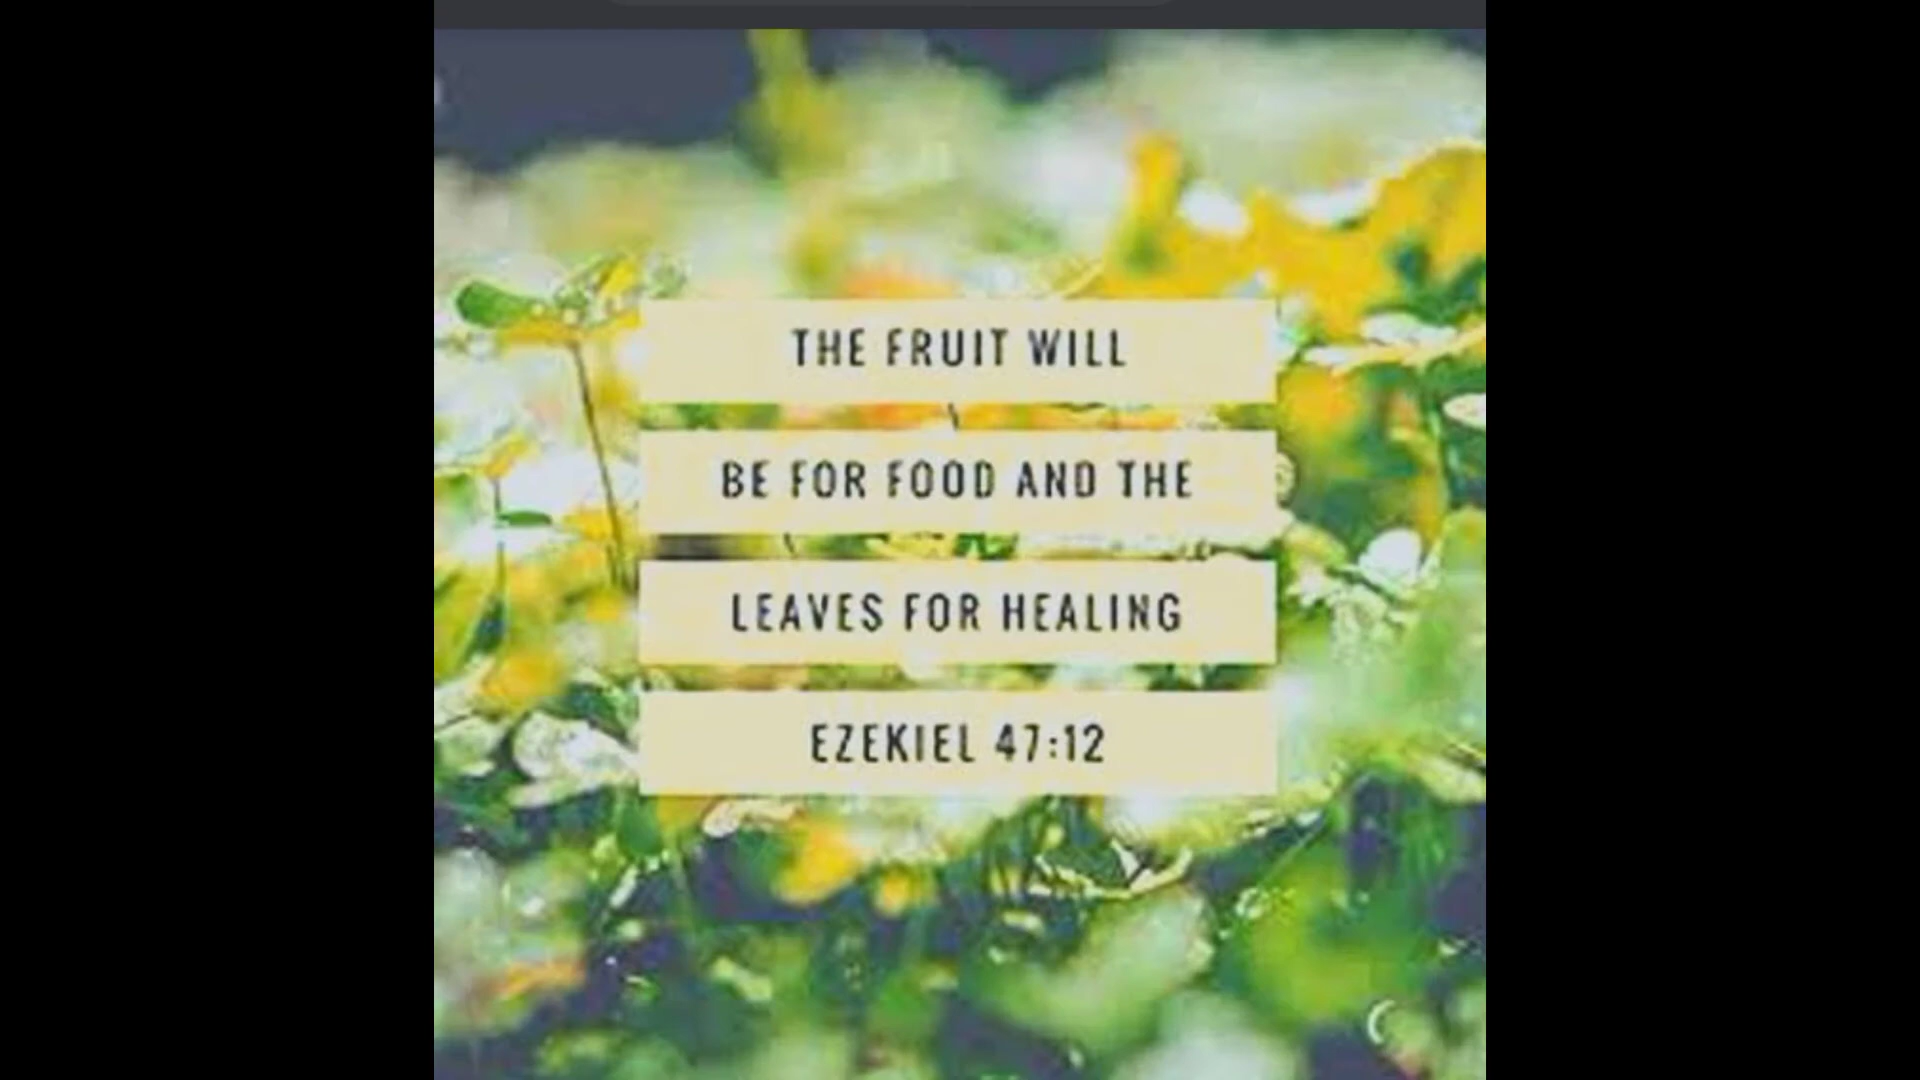 THE FRUIT WILL
BE FOR FOOD AND THE
LEAVES FOR HEALING
EZEKIEL 47:12